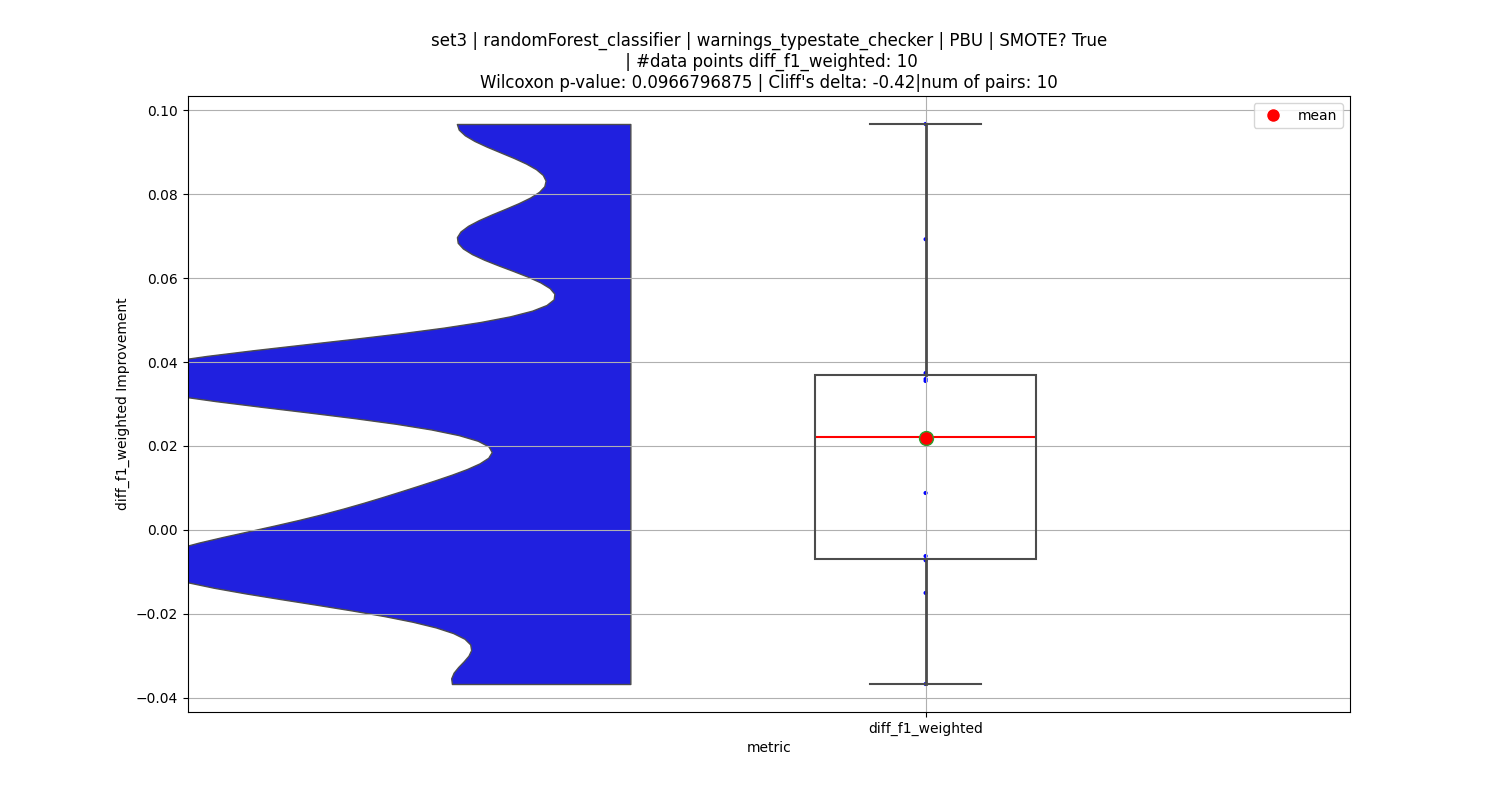 set3 | randomForest_classifier | warnings_typestate_checker | PBU | SMOTE? True
| #data points diff_f1_weighted: 10
Wilcoxon p-value: 0.0966796875 | Cliff's delta: -0.42|num of pairs: 10
mean
0.10
0.08
0.06
0.04
0.02
0.00
−0.02
−0.04
diff_f1_weighted Improvement
diff_f1_weighted
metric